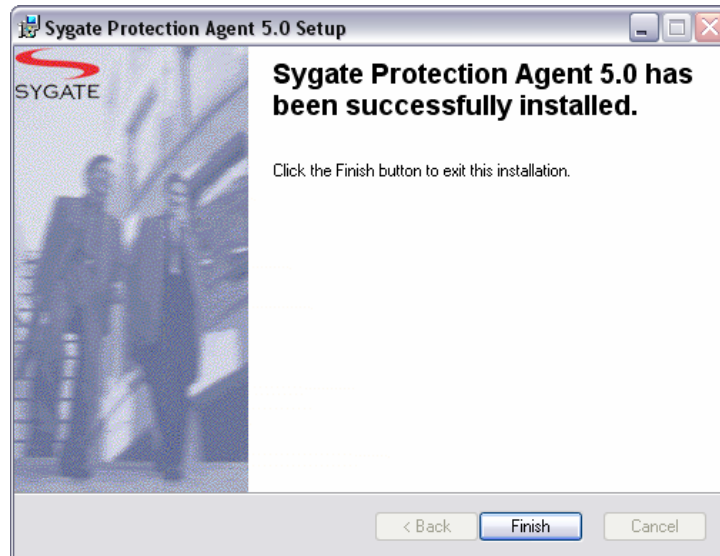 Sygate Protection Agent 5.0 Setup
SYGATE
Sygate Protection Agent 5.0 has
been successfully installed.
Click the Finish button to exit this installation.
< Back
Finish
Cancel